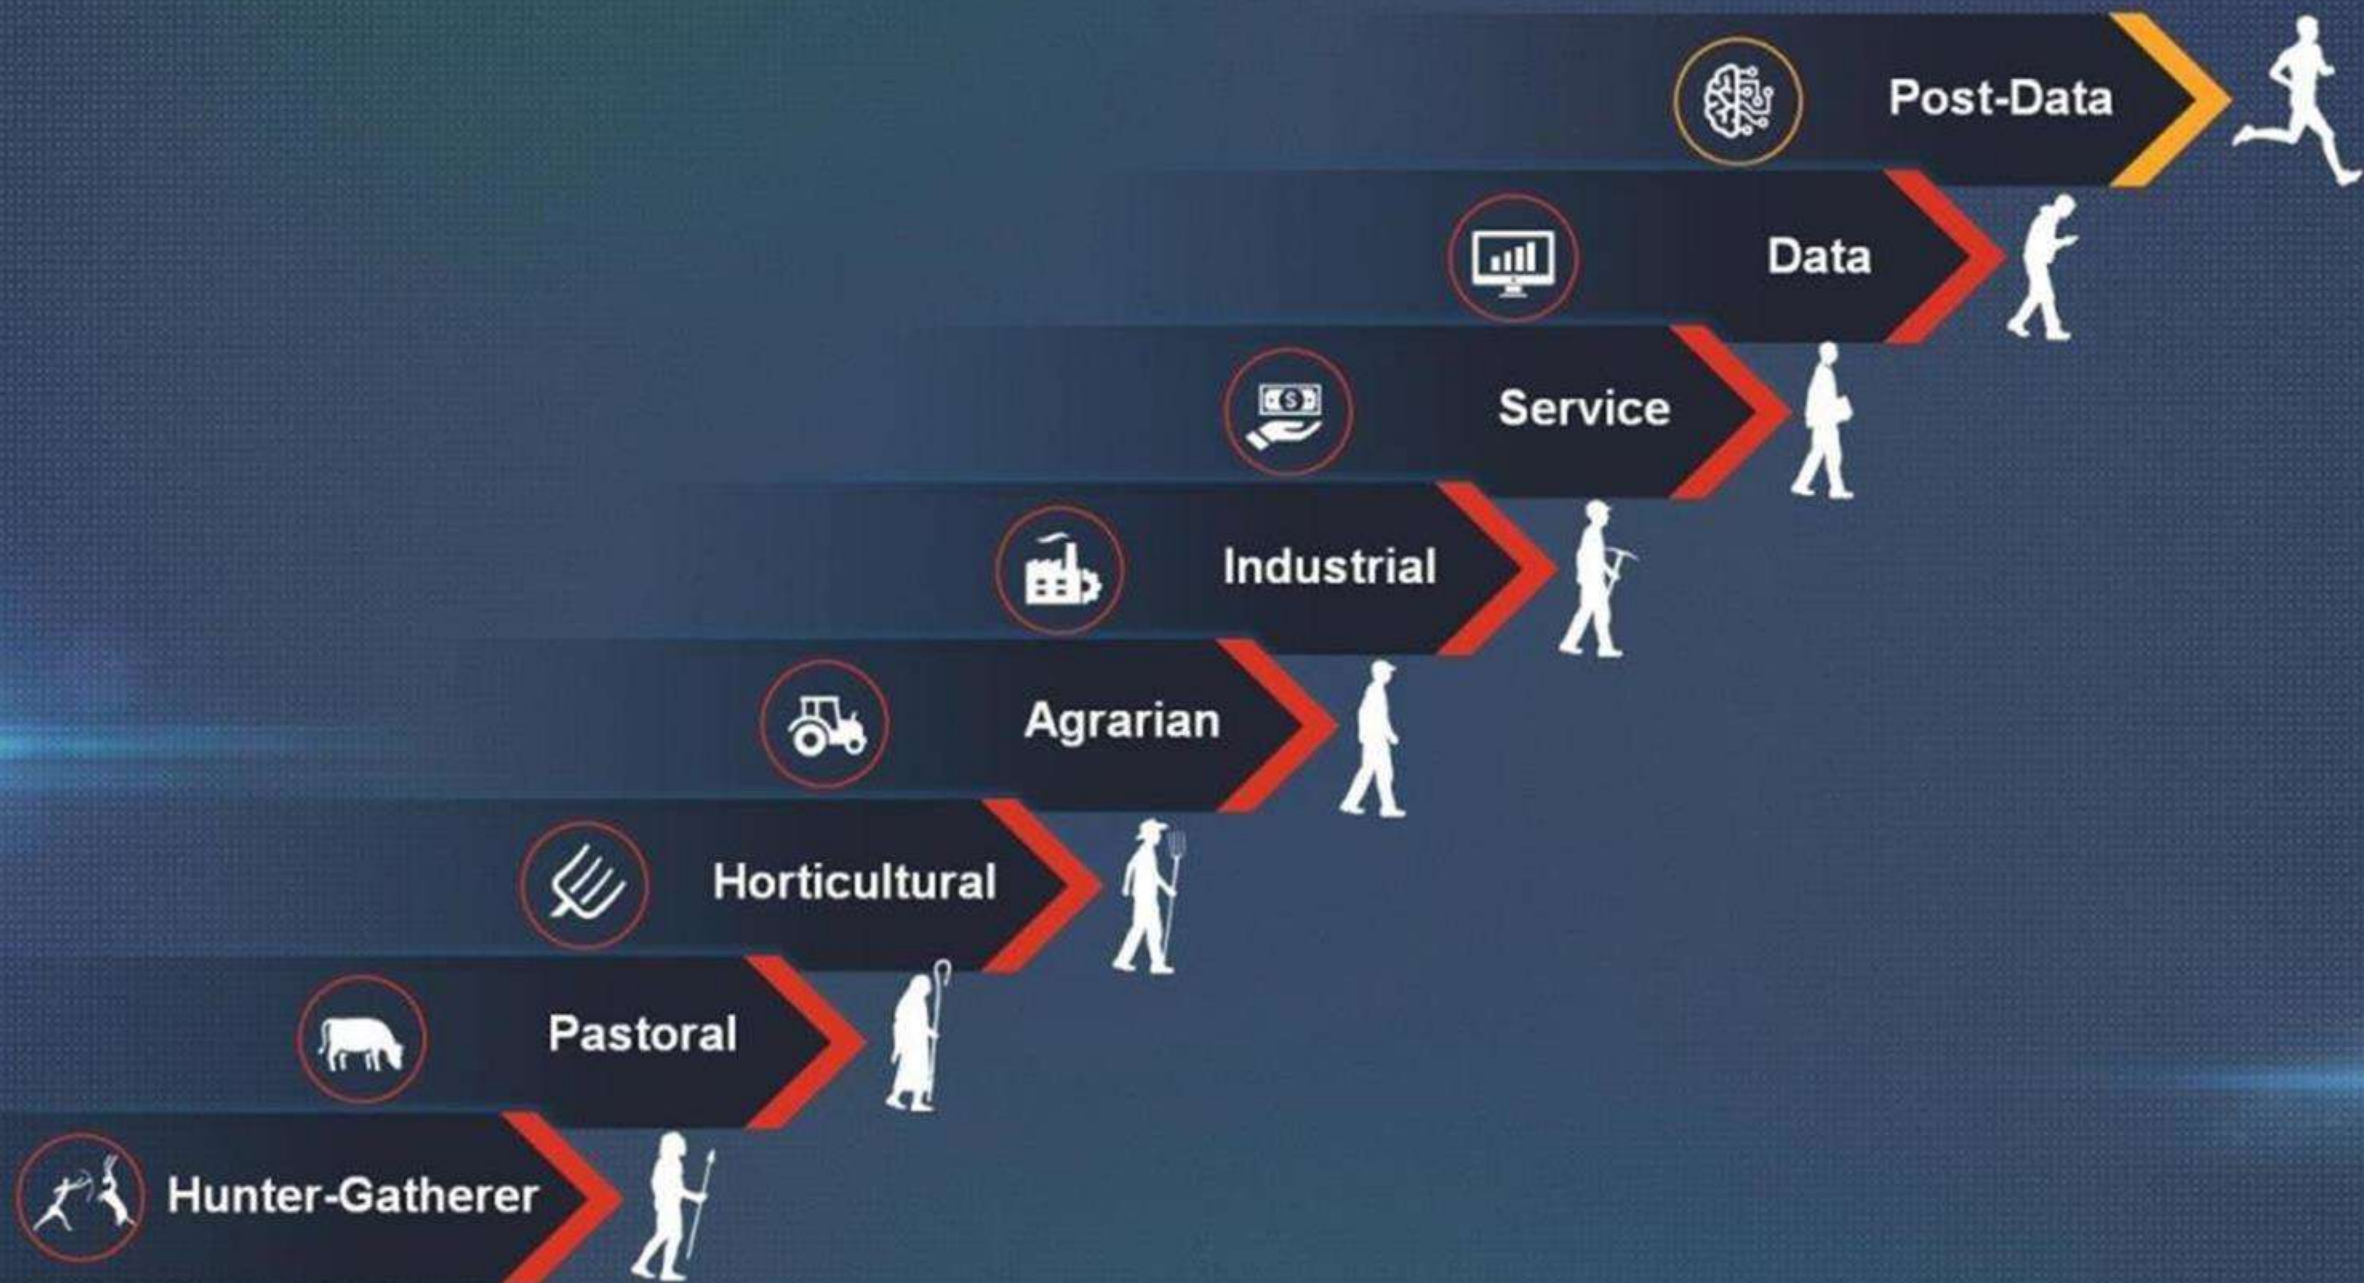 Post-Data
Data
Service
Industrial
Agrarian
Horticultural
Pastoral
Hunter-Gatherer